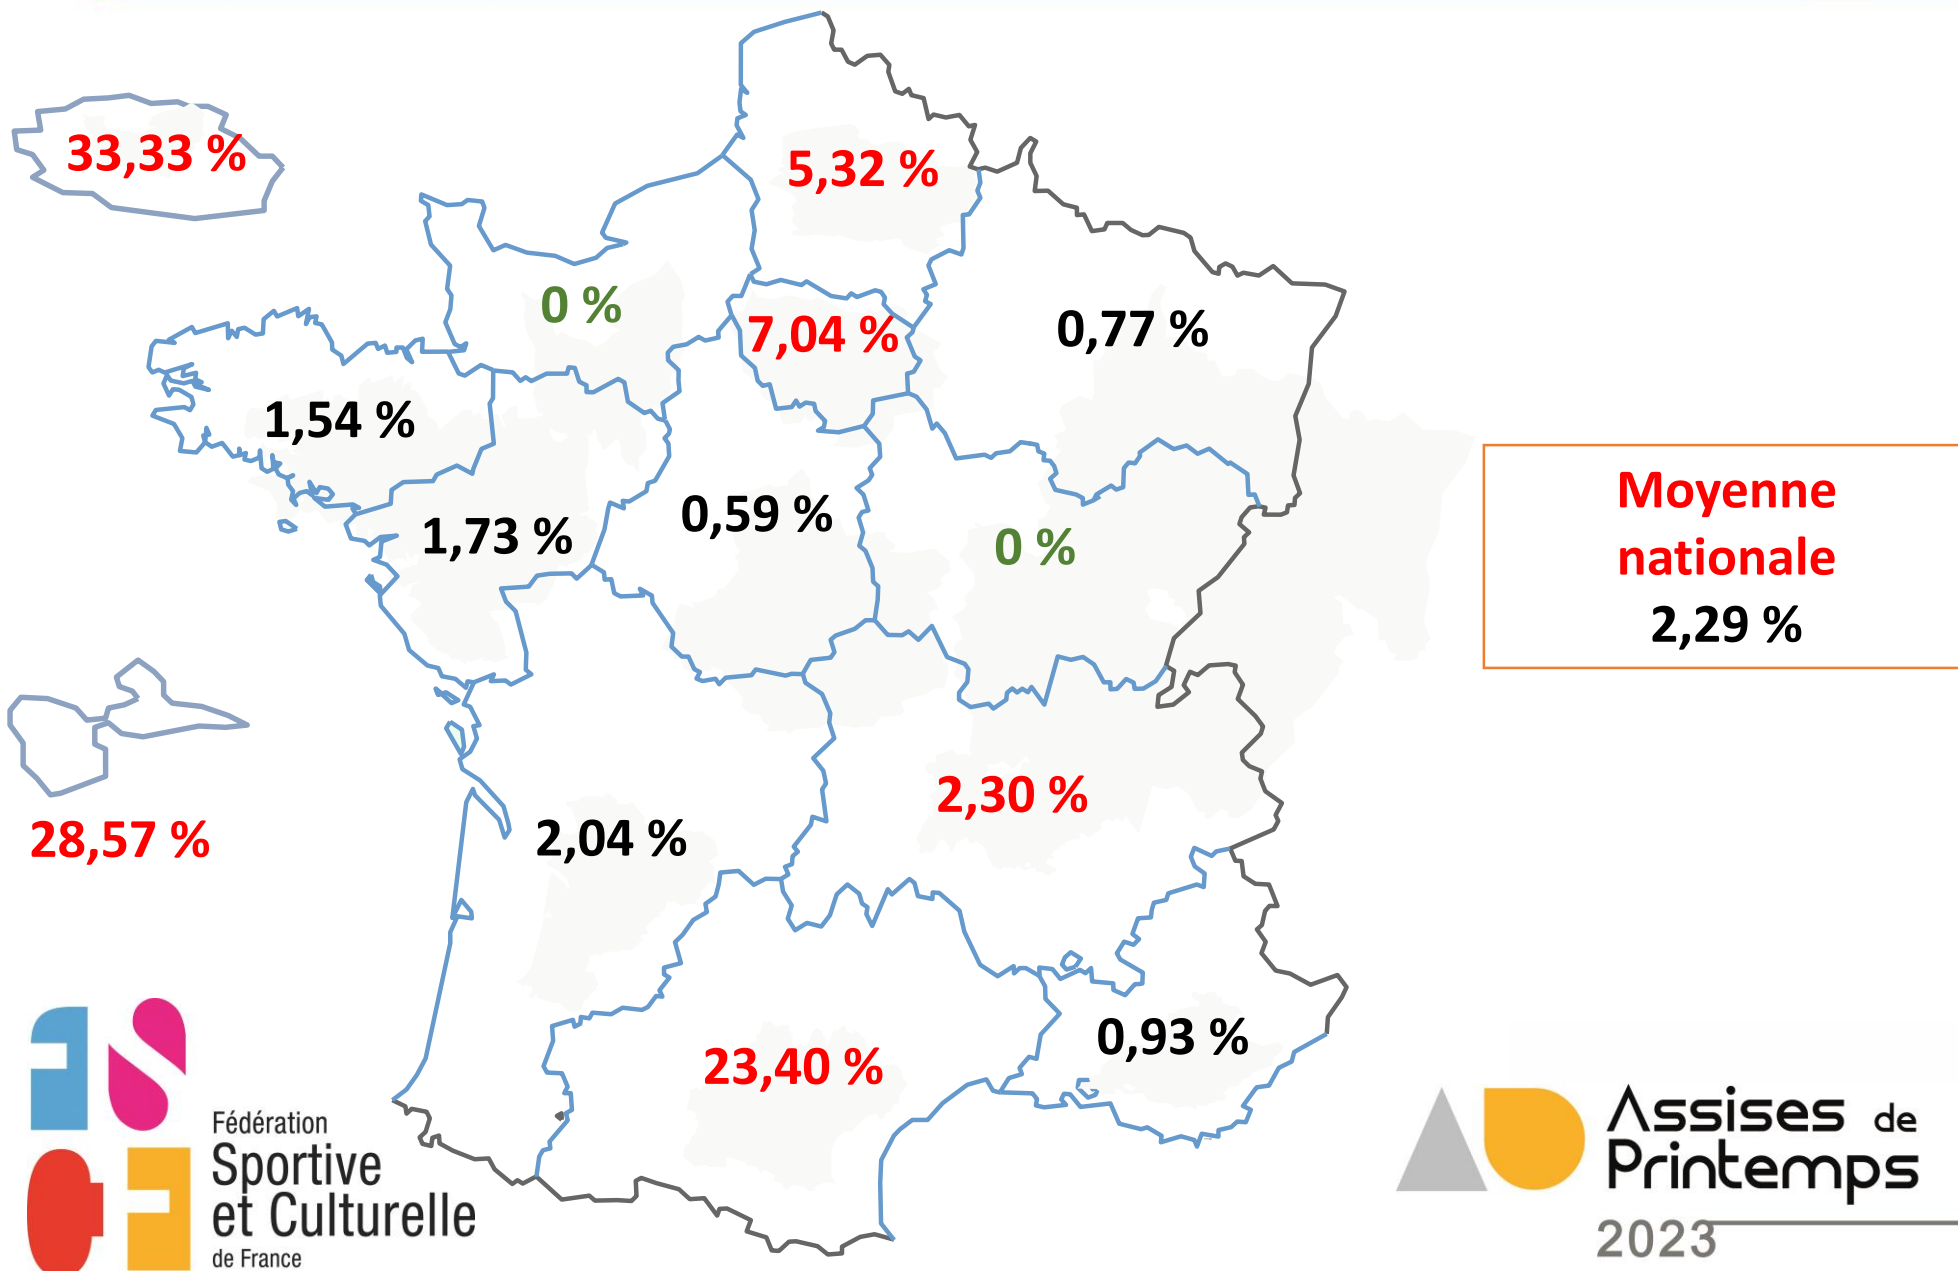 33,33 %
5,32 %
0 %
7,04 %
0,77 %
1,54 %
1,73 %
0,59 %
0 %
Moyenne
nationale
2,29 %
28,57 %
2,04 %
2,30 %
23,40 %
0,93 %
FSCF
Fédération
Sportive
et Culturelle
de France
Assises de
Printemps
2023